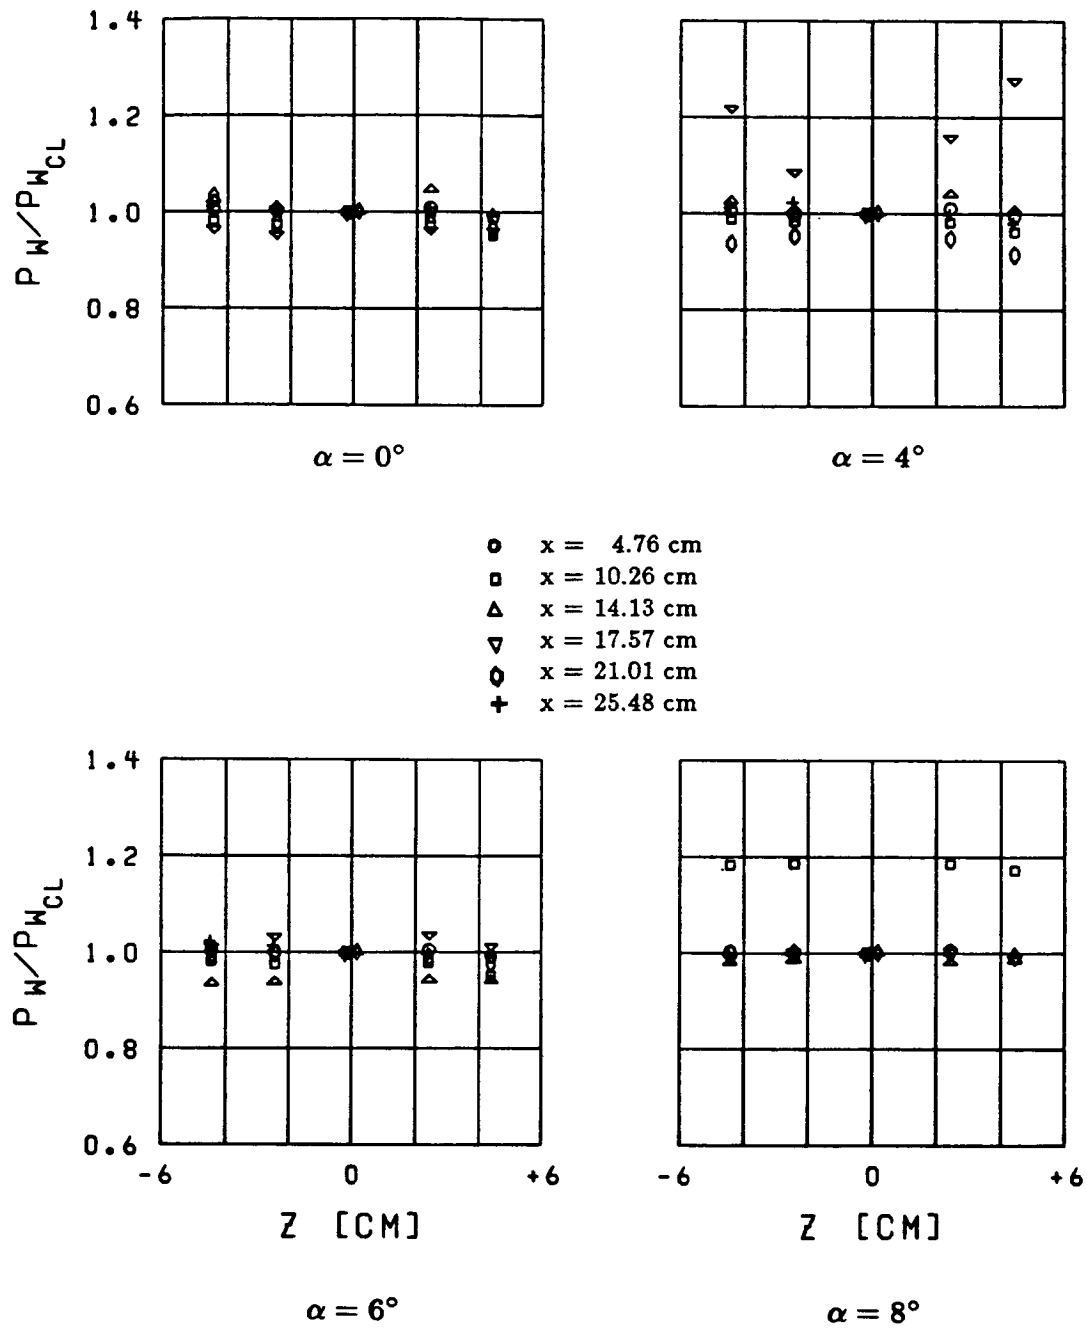 1.4
1.2
1.0
0.8
0.6
P W/P W CL
α = 0°
α = 4°
x = 4.76 cm
x = 10.26 cm
x = 14.13 cm
x = 17.57 cm
x = 21.01 cm
x = 25.48 cm
1.4
1.2
1.0
0.8
0.6
P W/P W CL
-6 0 +6
-6 0 +6
Z [CM]
Z [CM]
α = 6°
α = 8°